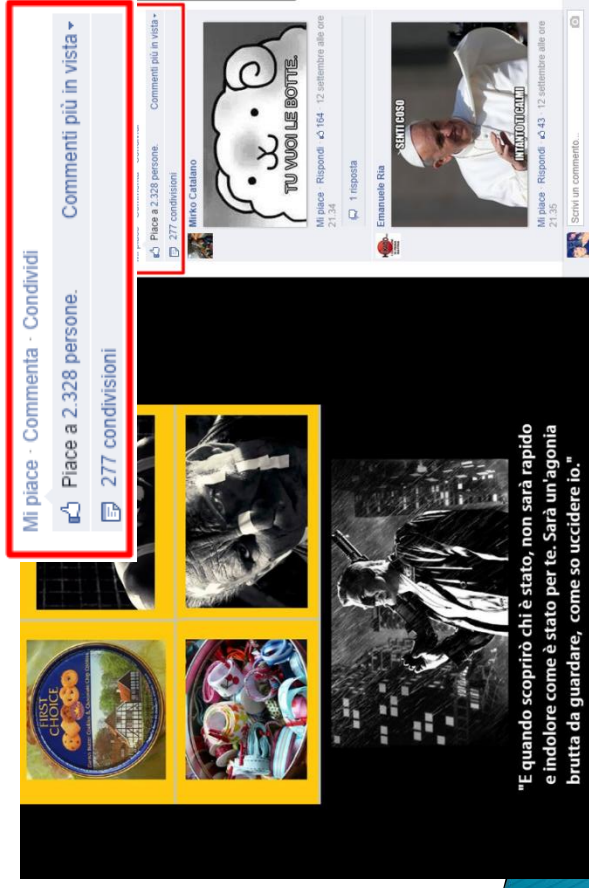 Mi piace · Commenta · Condividi
Piace a 2.328 persone.
Commenti più in vista
277 condivisioni
FIRST
CHOICE
"E quando scoprirò chi è stato, non sarà rapido
e indolore come è stato per te. Sarà un'agonia
brutta da guardare, come so uccidere io."
Piace a 2.328 persone.
Commenti più in vista
277 condivisioni
Mirko Catalano
TU VUOI LE BOTTE.
Mi piace Rispondi 164 12 settembre alle ore
21.34
1 risposta
Emanuele Ria
SENTI COSO
INTANTO TI CALMI
Mi piace Rispondi 43 12 settembre alle ore
21.35
Scrivi un commento...